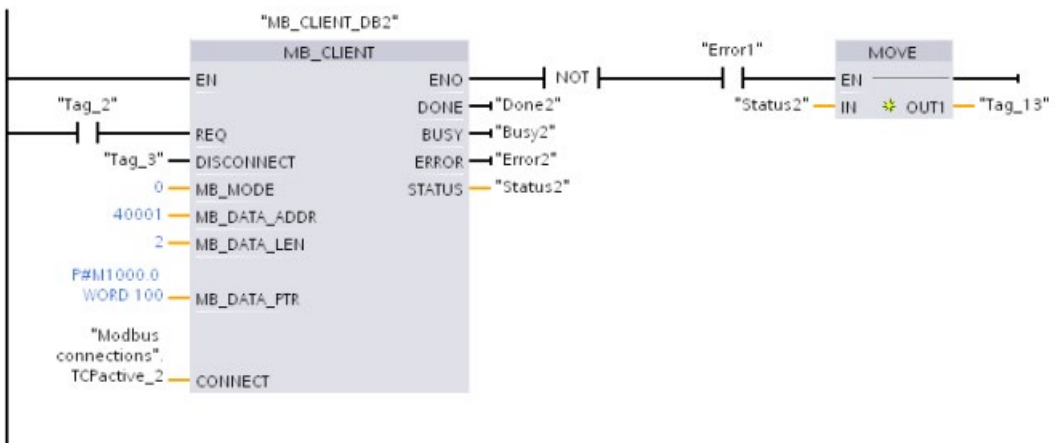 "MB_CLIENT_DB2"
MB_CLIENT
"Error1"
MOVE
EN
ENO
NOT
EN
"Tag_2"
DONE
"Done2"
"Status2"
IN
OUT1
"Tag_13"
REQ
BUSY
"Busy2"
"Tag_3"
DISCONNECT
ERROR
"Error2"
0
MB_MODE
STATUS
"Status2"
40001
MB_DATA_ADDR
2
MB_DATA_LEN
P#M1000.0
WORD 100
MB_DATA_PTR
"Modbus
connections".
TCPactive_2
CONNECT